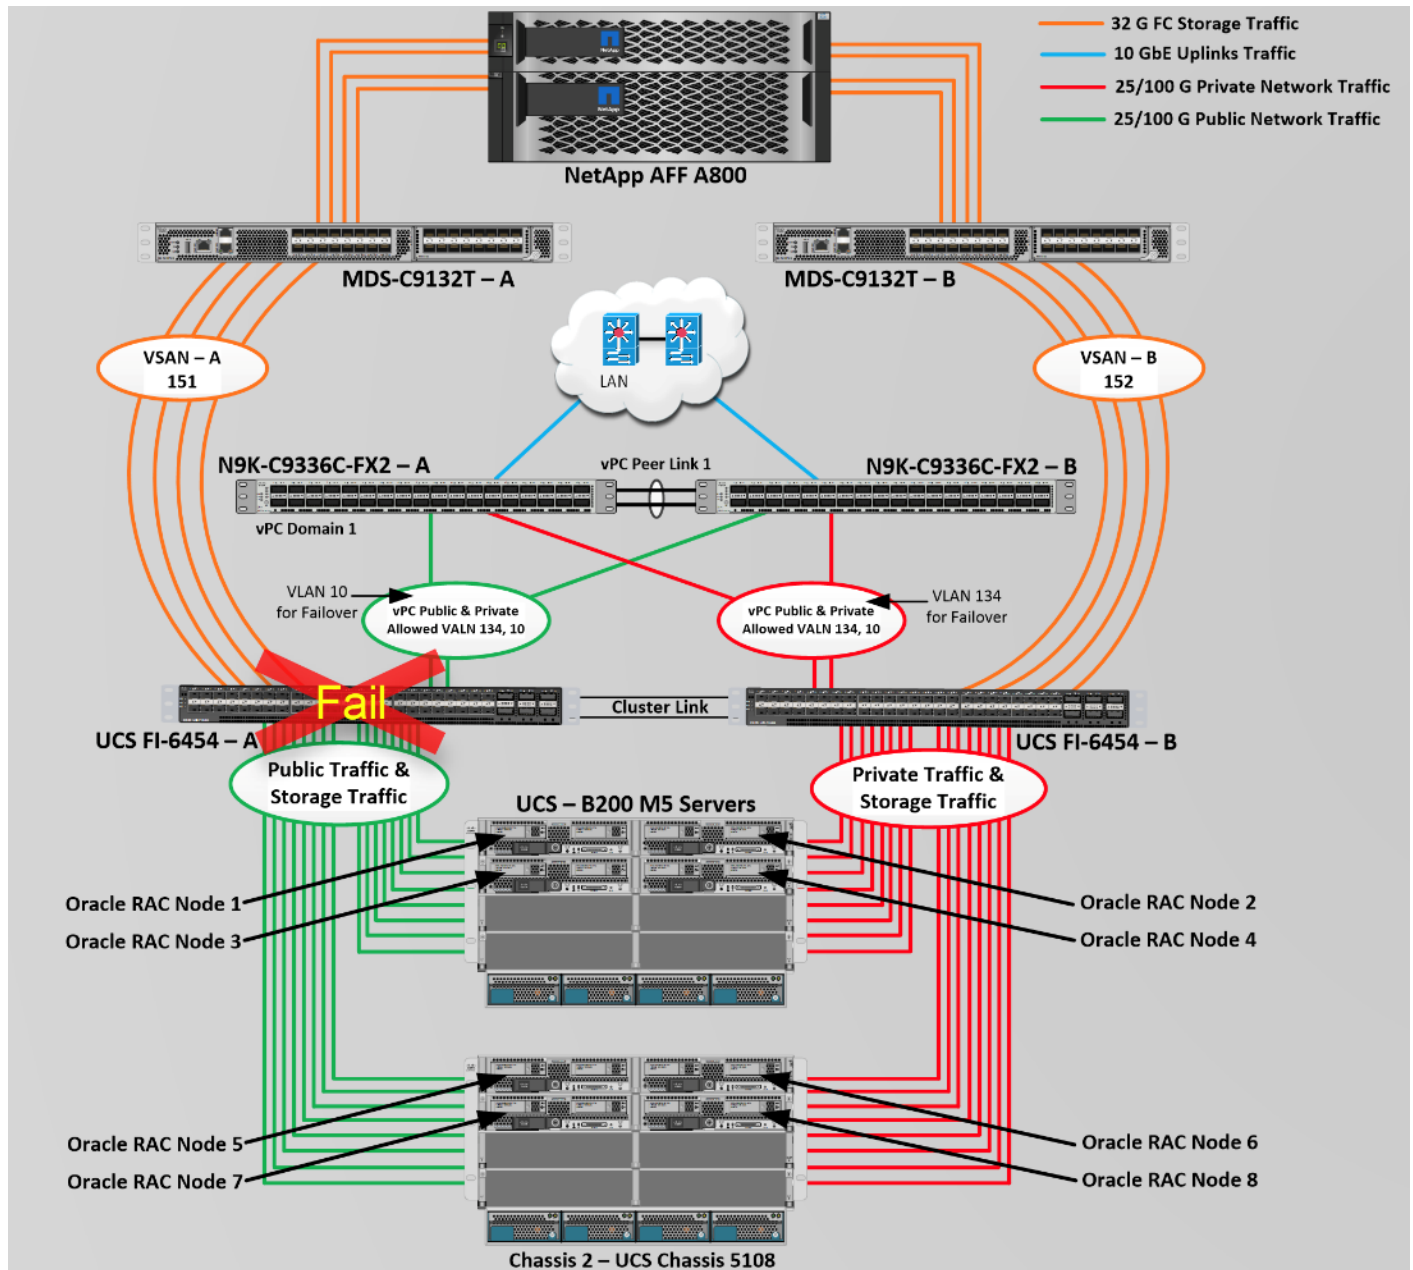 32 G FC Storage Traffic
10 GbE Uplinks Traffic
25/100 G Private Network Traffic
25/100 G Public Network Traffic
NetApp
NetApp
NetApp AFF A800
MDS-C9132T – A
MDS-C9132T – B
VSAN – A
151
LAN
VSAN – B
152
N9K-C9336C-FX2 – A
vPC Peer Link 1
N9K-C9336C-FX2 – B
vPC Domain 1
VLAN 10
for Failover
vPC Public & Private
Allowed VALN 134, 10
vPC Public & Private
Allowed VALN 134, 10
VLAN 134
for Failover
Fail
Cluster Link
UCS FI-6454 – A
UCS FI-6454 – B
Public Traffic &
Storage Traffic
Private Traffic &
Storage Traffic
UCS – B200 M5 Servers
Oracle RAC Node 1
Oracle RAC Node 3
Oracle RAC Node 2
Oracle RAC Node 4
Oracle RAC Node 5
Oracle RAC Node 7
Oracle RAC Node 6
Oracle RAC Node 8
Chassis 2 – UCS Chassis 5108